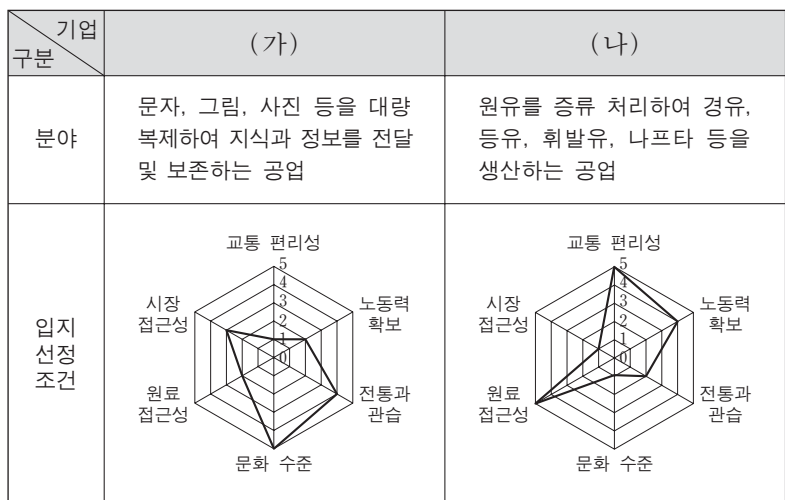 기업
구분
(가)
(나)
분야
문자, 그림, 사진 등을 대량
복제하여 지식과 정보를 전달
및 보존하는 공업
원유를 증류 처리하여 경유,
등유, 휘발유, 나프타 등을
생산하는 공업
입지
선정
조건
교통 편리성
5
4
3
2
1
0
시장
접근성
노동력
확보
원료
접근성
전통과
관습
문화 수준
교통 편리성
5
4
3
2
1
0
시장
접근성
노동력
확보
원료
접근성
전통과
관습
문화 수준